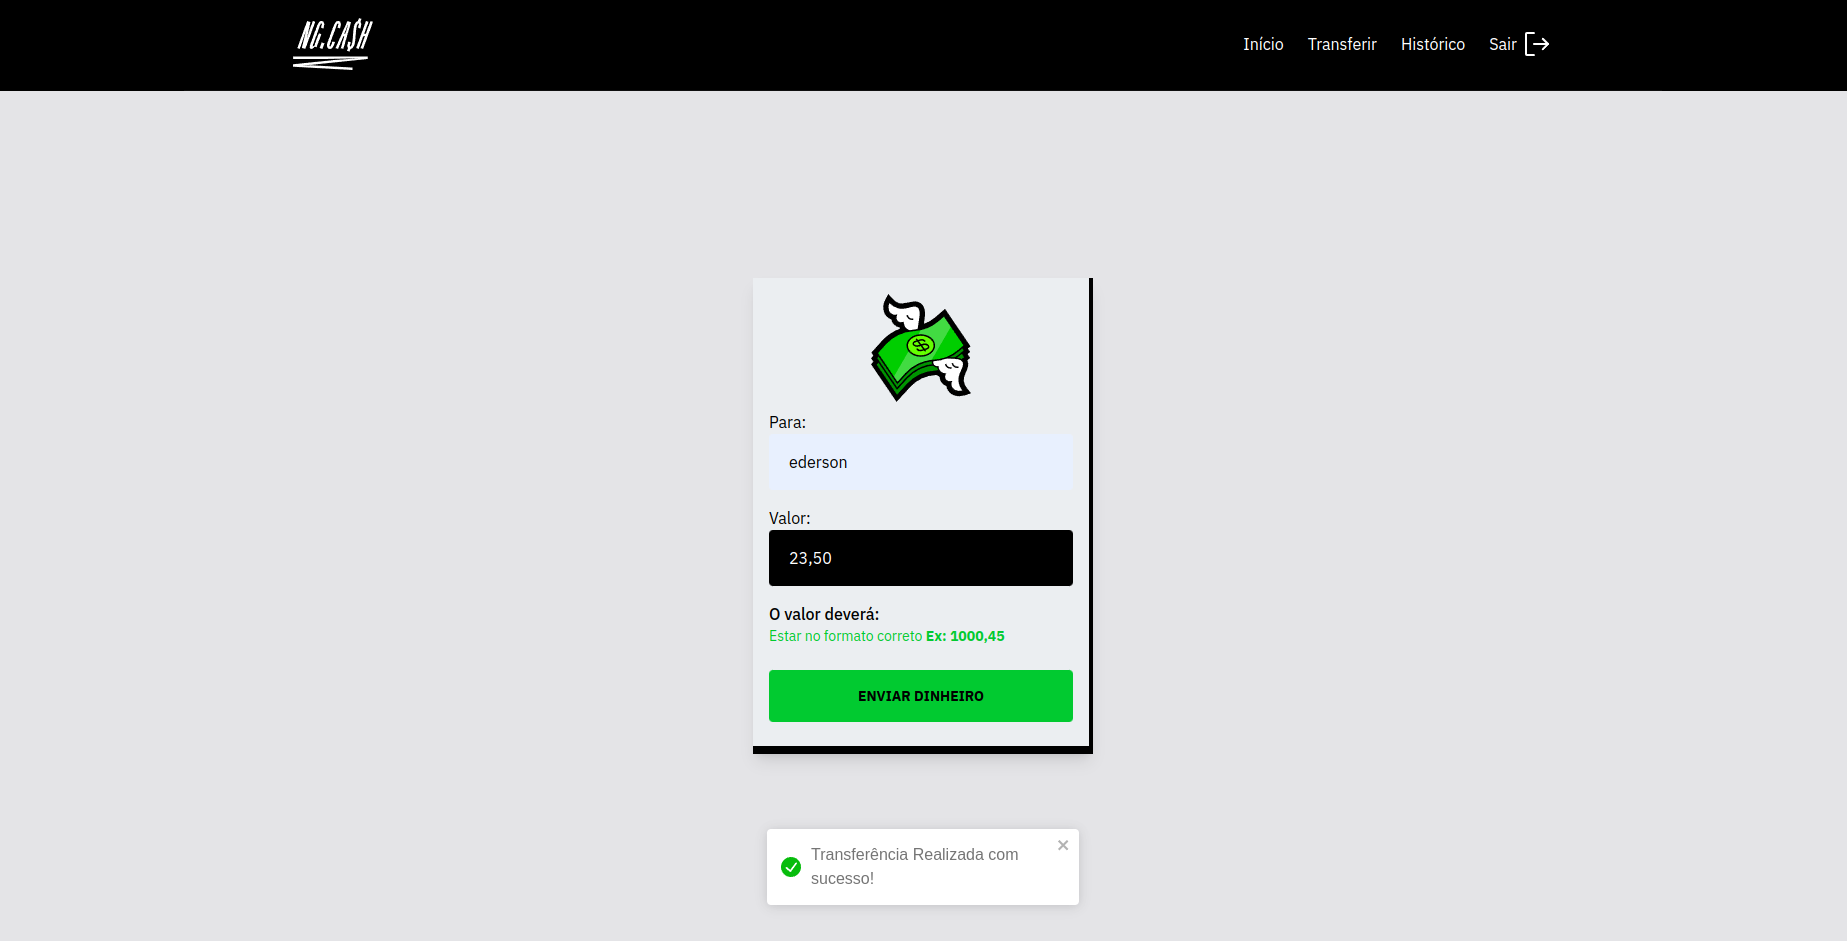 NG.CASH
Início Transferir Histórico Sair
$
Para:
ederson
Valor:
23,50
O valor deverá:
Estar no formato correto Ex: 1000,45
ENVIAR DINHEIRO
Transferência Realizada com
sucesso!